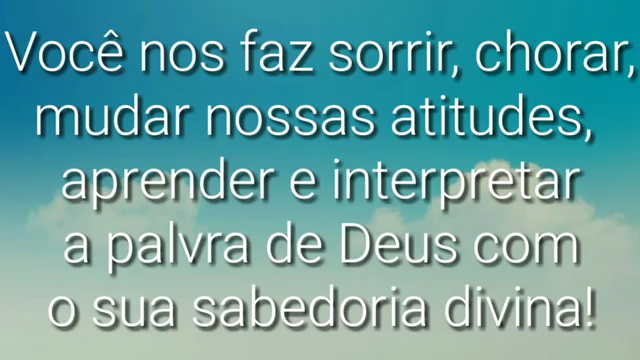 Você nos faz sorrir, chorar,
mudar nossas atitudes,
aprender e interpretar
a palvra de Deus com
o sua sabedoria divina!